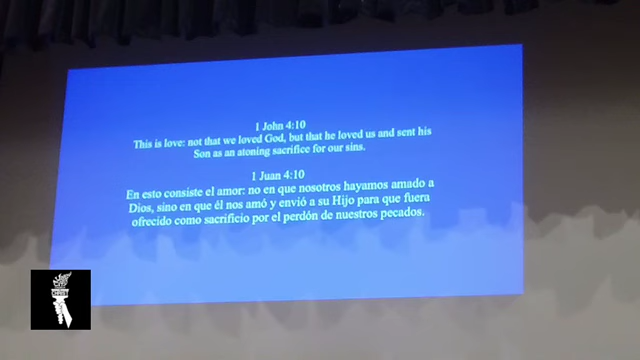 1 John 4:10
This is love: not that we loved God, but that he loved us and sent his
Son as an atoning sacrifice for our sins.
1 Juan 4:10
En esto consiste el amor: no en que nosotros hayamos amado a
Dios, sino en que él nos amó y envió a su Hijo para que fuera
ofrecido como sacrificio por el perdón de nuestros pecados.